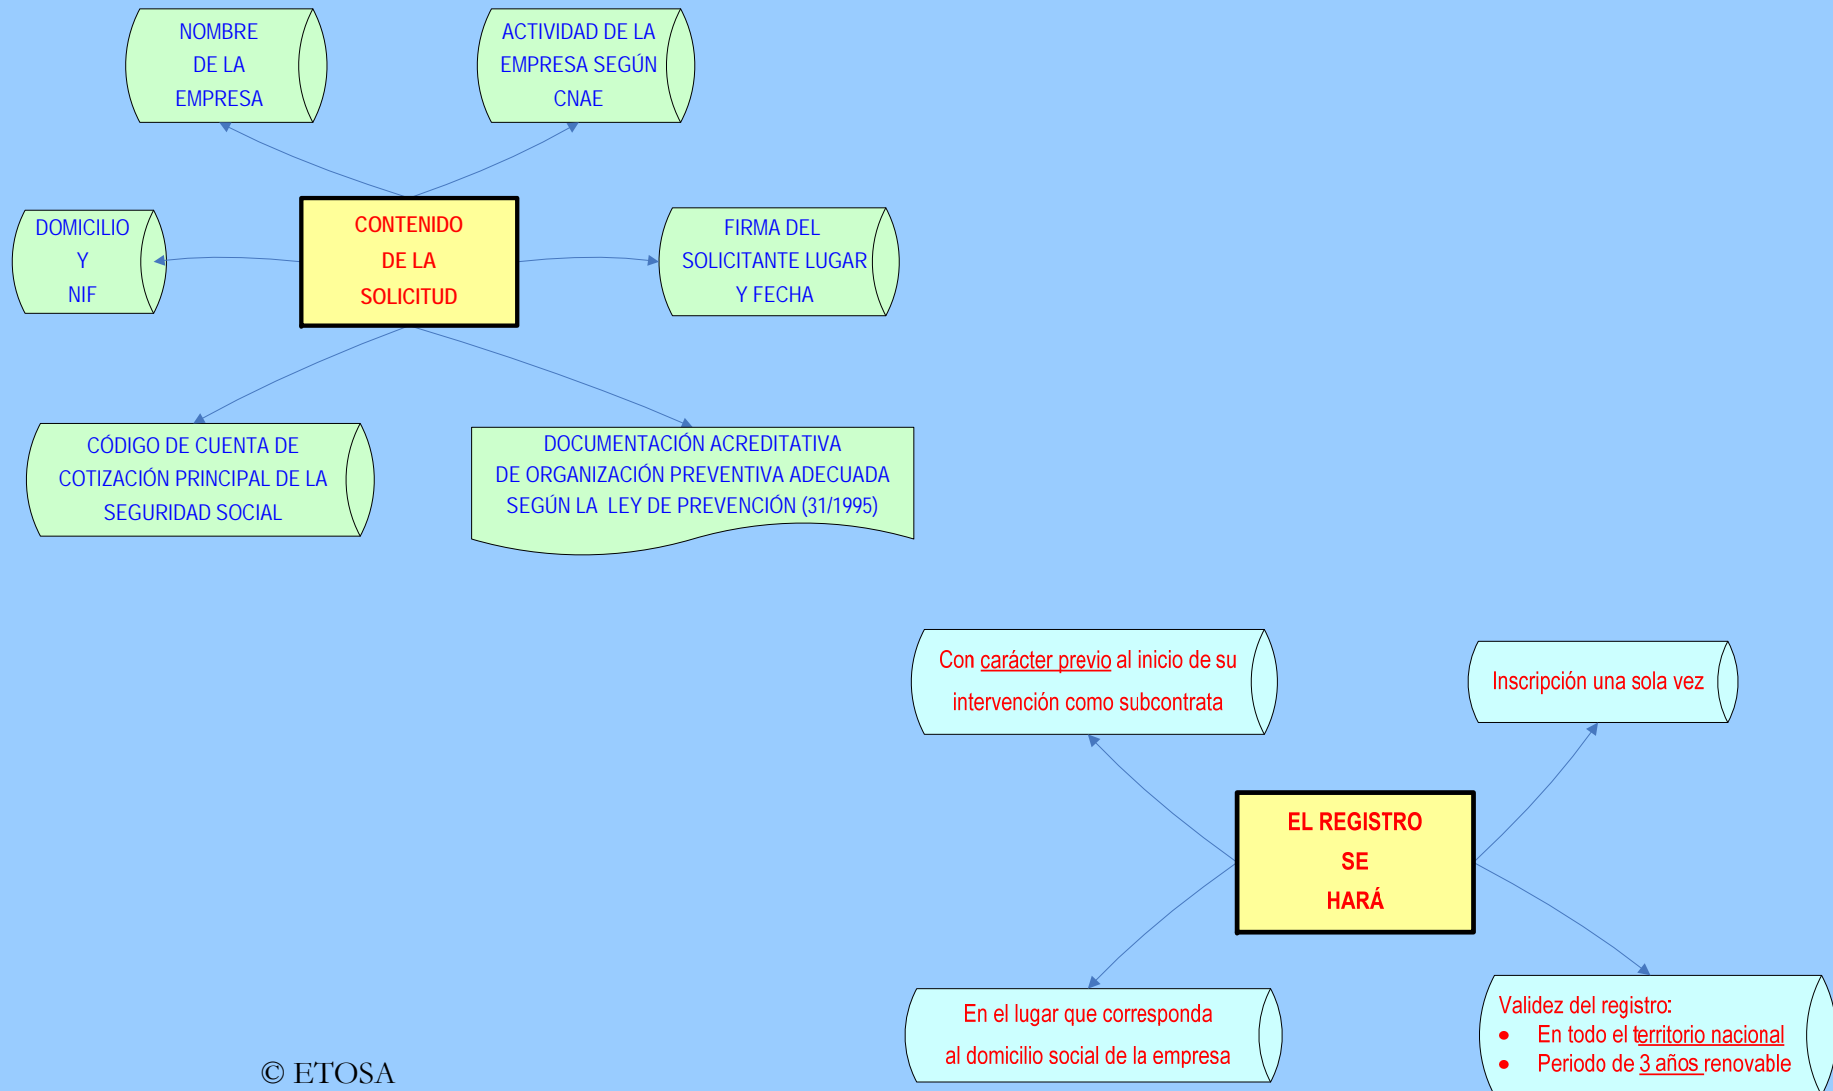 NOMBRE
DE LA
EMPRESA
ACTIVIDAD DE LA
EMPRESA SEGÚN
CNAE
DOMICILIO
Y
NIF
CONTENIDO
DE LA
SOLICITUD
FIRMA DEL
SOLICITANTE LUGAR
Y FECHA
CÓDIGO DE CUENTA DE
COTIZACIÓN PRINCIPAL DE LA
SEGURIDAD SOCIAL
DOCUMENTACIÓN ACREDITATIVA
DE ORGANIZACIÓN PREVENTIVA ADECUADA
SEGÚN LA LEY DE PREVENCIÓN (31/1995)
Con carácter previo al inicio de su
intervención como subcontrata
Inscripción una sola vez
EL REGISTRO
SE
HARÁ
En el lugar que corresponda
al domicilio social de la empresa
Validez del registro:
• En todo el territorio nacional
• Periodo de 3 años renovable
© ETOSA